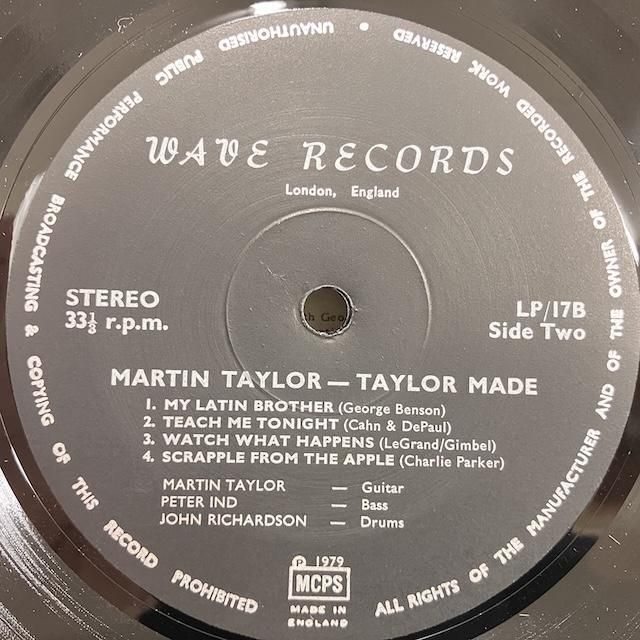 WAVE RECORDS
London, England
STEREO
33⅓ r.p.m.
LP/17B
Side Two
MARTIN TAYLOR — TAYLOR MADE
1. MY LATIN BROTHER (George Benson)
2. TEACH ME TONIGHT (Cahn & DePaul)
3. WATCH WHAT HAPPENS (LeGrand/Gimbel)
4. SCRAPPLE FROM THE APPLE (Charlie Parker)
MARTIN TAYLOR — Guitar
PETER IND — Bass
JOHN RICHARDSON — Drums
℗ 1979
MCPS
MADE IN
ENGLAND
ALL RIGHTS OF THE MANUFACTURER AND OF THE OWNER OF THE RECORDED WORK RESERVED • UNAUTHORISED PUBLIC PERFORMANCE BROADCASTING & COPYING OF THIS RECORD PROHIBITED